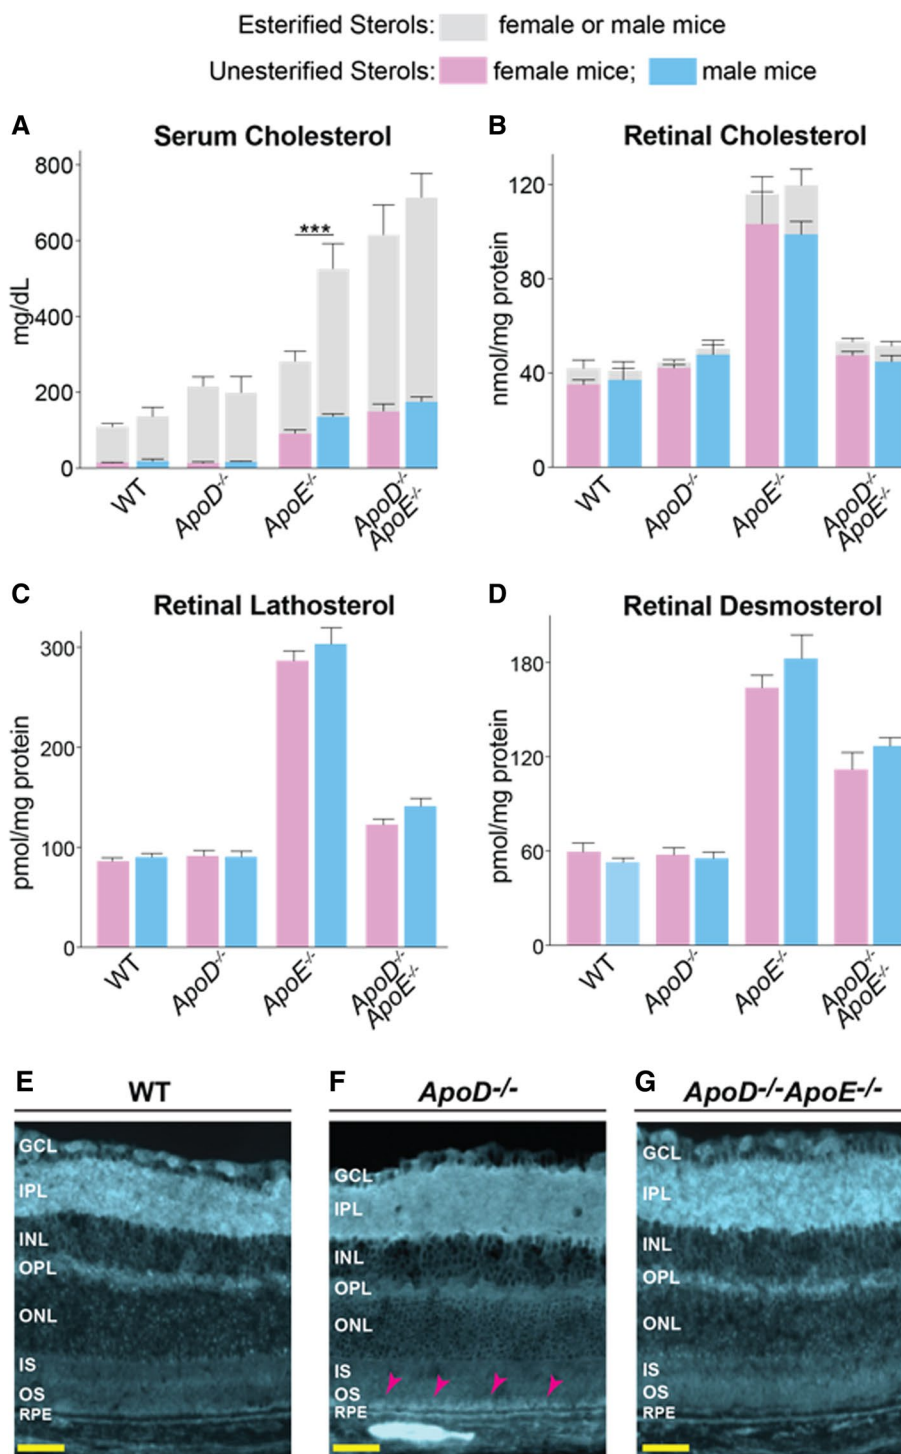 Esterified Sterols: female or male mice
Unesterified Sterols: female mice; male mice
A Serum Cholesterol
mg/dL
800
600
400
200
0
***
WT
ApoD-/-
ApoE-/-
ApoD-/-
ApoE-/-
B Retinal Cholesterol
nmol/mg protein
120
80
40
0
WT
ApoD-/-
ApoE-/-
ApoD-/-
ApoE-/-
C Retinal Lathosterol
pmol/mg protein
300
200
100
0
WT
ApoD-/-
ApoE-/-
ApoD-/-
ApoE-/-
D Retinal Desmosterol
pmol/mg protein
180
120
60
0
WT
ApoD-/-
ApoE-/-
ApoD-/-
ApoE-/-
E WT
GCL
IPL
INL
OPL
ONL
IS
OS
RPE
F ApoD-/-
GCL
IPL
INL
OPL
ONL
IS
OS
RPE
G ApoD-/-ApoE-/-
GCL
IPL
INL
OPL
ONL
IS
OS
RPE